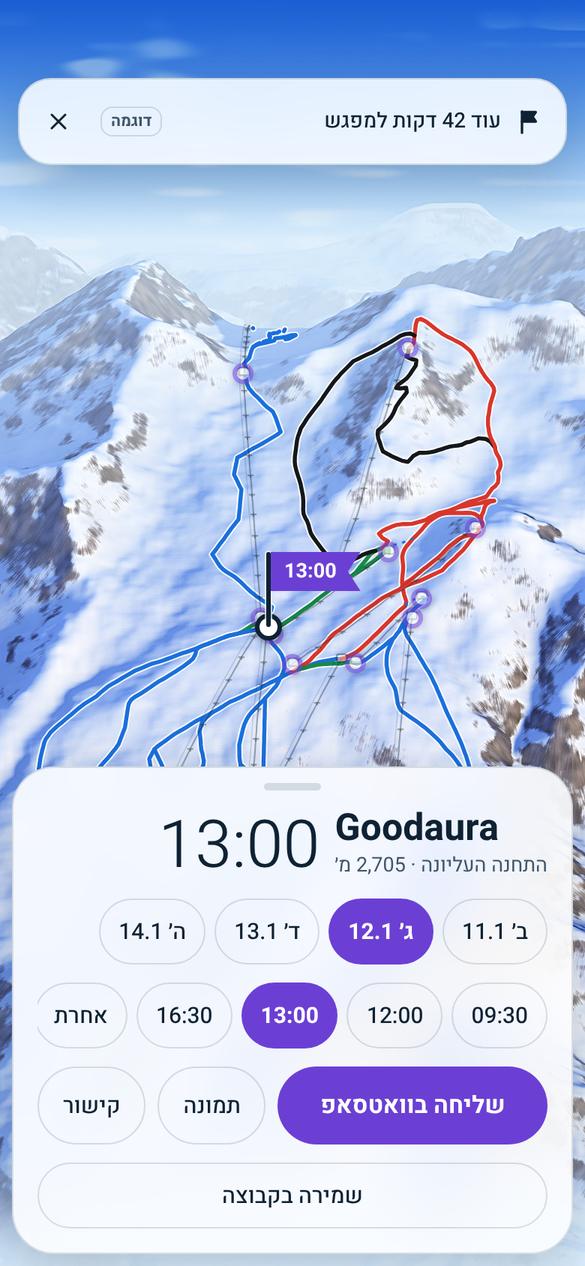 עוד 42 דקות למפגש
דוגמה
13:00
Goodaura
13:00
התחנה העליונה · 2,705 מ׳
ב׳ 11.1
ג׳ 12.1
ד׳ 13.1
ה׳ 14.1
09:30
12:00
13:00
16:30
אחרת
שליחה בוואטסאפ
תמונה
קישור
שמירה בקבוצה